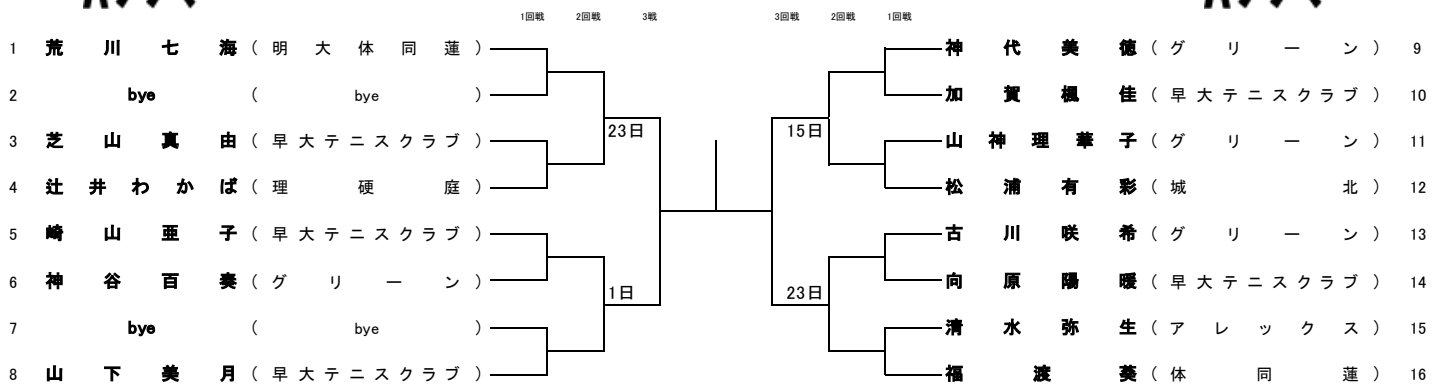 1回戦 2回戦 3戦 3回戦 2回戦 1回戦
1 荒川七海 (明大体同蓮) 神代美徳 (グリーン) 9
2 bye (bye) 加賀楓佳 (早大テニスクラブ) 10
23日 15日
3 芝山真由 (早大テニスクラブ) 山神理華子 (グリーン) 11
4 辻井わかば (理硬庭) 松浦有彩 (城北) 12
5 崎山亜子 (早大テニスクラブ) 古川咲希 (グリーン) 13
6 神谷百奏 (グリーン) 向原陽暖 (早大テニスクラブ) 14
1日 23日
7 bye (bye) 清水弥生 (アレックス) 15
8 山下美月 (早大テニスクラブ) 福渡葵 (体同蓮) 16